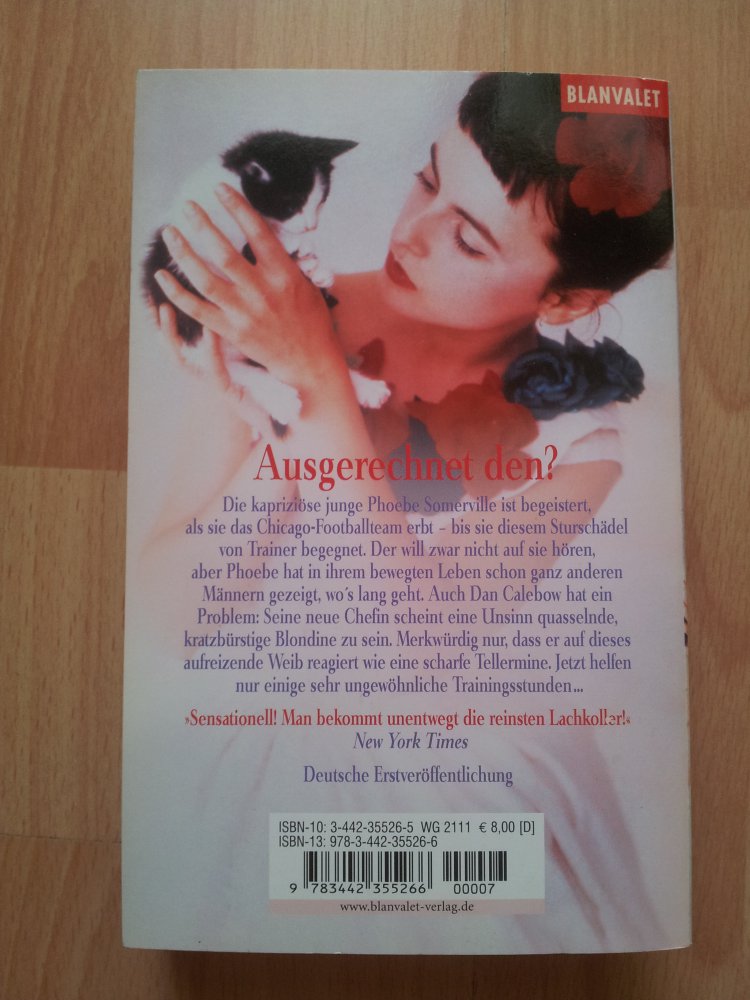 BLANVALET
Ausgerechnet den?
Die kapriziöse junge Phoebe Somerville ist begeistert,
als sie das Chicago-Footballteam erbt – bis sie diesem Sturschädel
von Trainer begegnet. Der will zwar nicht auf sie hören,
aber Phoebe hat in ihrem bewegten Leben schon ganz anderen
Männern gezeigt, wo's lang geht. Auch Dan Calebow hat ein
Problem: Seine neue Chefin scheint eine Unsinn quasselnde,
kratzbürstige Blondine zu sein. Merkwürdig nur, dass er auf dieses
aufreizende Weib reagiert wie eine scharfe Tellermine. Jetzt helfen
nur einige sehr ungewöhnliche Trainingsstunden...
»Sensationell! Man bekommt unentwegt die reinsten Lachkoller!«
New York Times
Deutsche Erstveröffentlichung
ISBN-10: 3-442-35526-5 WG 2111 € 8,00 [D]
ISBN-13: 978-3-442-35526-6
9 783442 355266 00007
www.blanvalet-verlag.de